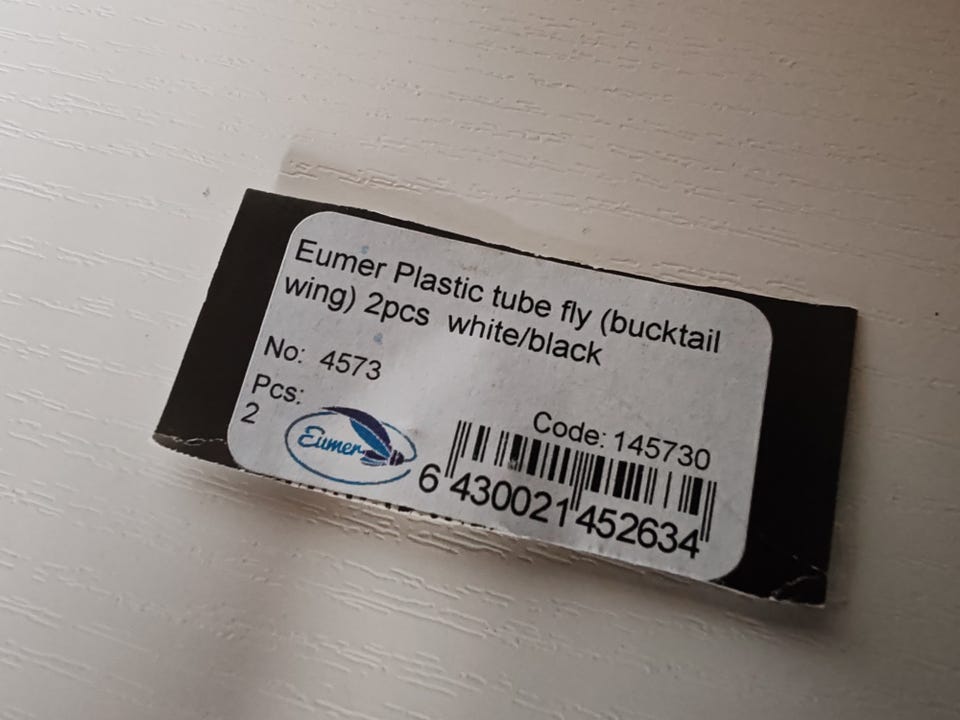 Eumer Plastic tube fly (bucktail
wing) 2pcs  white/black
No: 4573
Pcs:
2
Eumer
Code: 145730
6 430021 452634